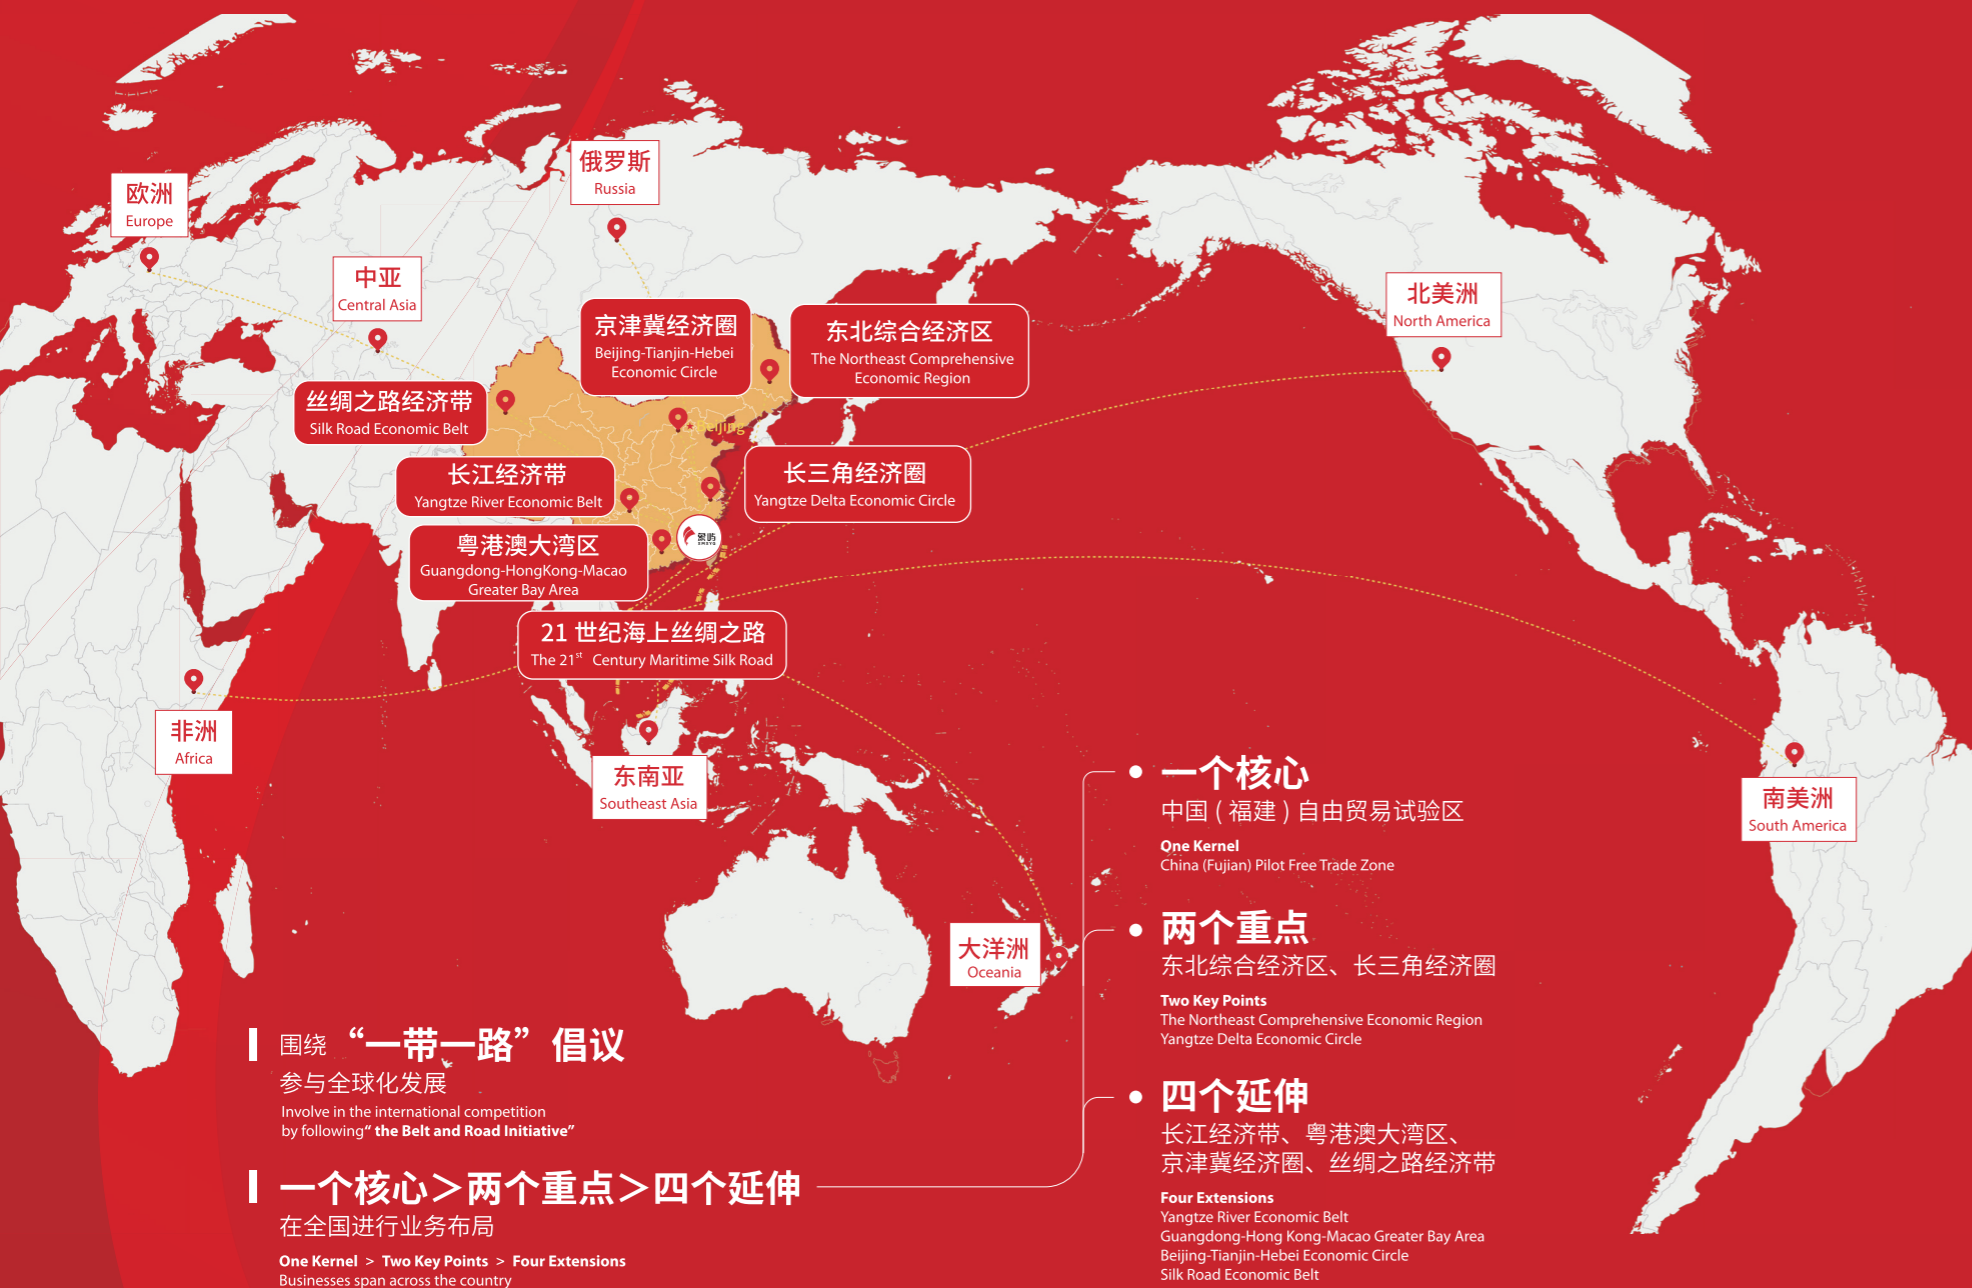 欧洲
Europe
俄罗斯
Russia
中亚
Central Asia
北美洲
North America
京津冀经济圈
Beijing-Tianjin-Hebei
Economic Circle
东北综合经济区
The Northeast Comprehensive
Economic Region
丝绸之路经济带
Silk Road Economic Belt
Beijing
长江经济带
Yangtze River Economic Belt
长三角经济圈
Yangtze Delta Economic Circle
粤港澳大湾区
Guangdong-HongKong-Macao
Greater Bay Area
象屿
21 世纪海上丝绸之路
The 21st Century Maritime Silk Road
非洲
Africa
东南亚
Southeast Asia
南美洲
South America
大洋洲
Oceania
围绕 “一带一路”倡议
参与全球化发展
Involve in the international competition
by following“ the Belt and Road Initiative”
一个核心＞两个重点＞四个延伸
在全国进行业务布局
One Kernel > Two Key Points > Four Extensions
Businesses span across the country
一个核心
中国 ( 福建 ) 自由贸易试验区
One Kernel
China (Fujian) Pilot Free Trade Zone
两个重点
东北综合经济区、长三角经济圈
Two Key Points
The Northeast Comprehensive Economic Region
Yangtze Delta Economic Circle
四个延伸
长江经济带、粤港澳大湾区、
京津冀经济圈、丝绸之路经济带
Four Extensions
Yangtze River Economic Belt
Guangdong-Hong Kong-Macao Greater Bay Area
Beijing-Tianjin-Hebei Economic Circle
Silk Road Economic Belt